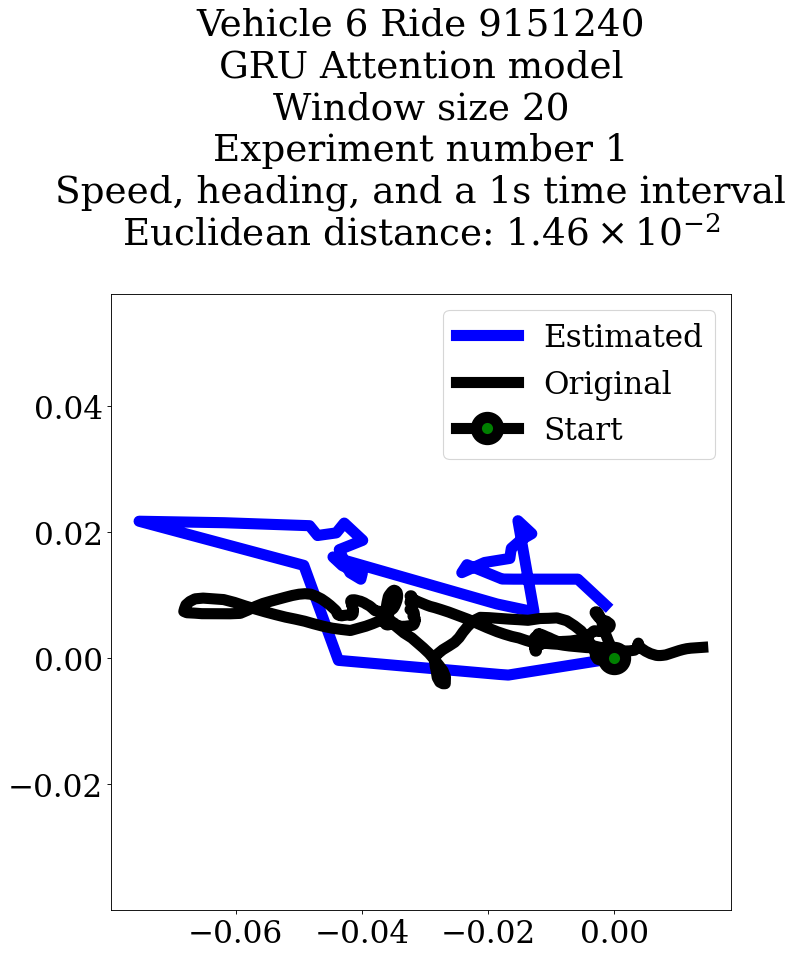 Vehicle 6 Ride 9151240
GRU Attention model
Window size 20
Experiment number 1
Speed, heading, and a 1s time interval
Euclidean distance: 1.46 × 10⁻²
Estimated
Original
Start
0.04
0.02
0.00
−0.02
−0.06
−0.04
−0.02
0.00